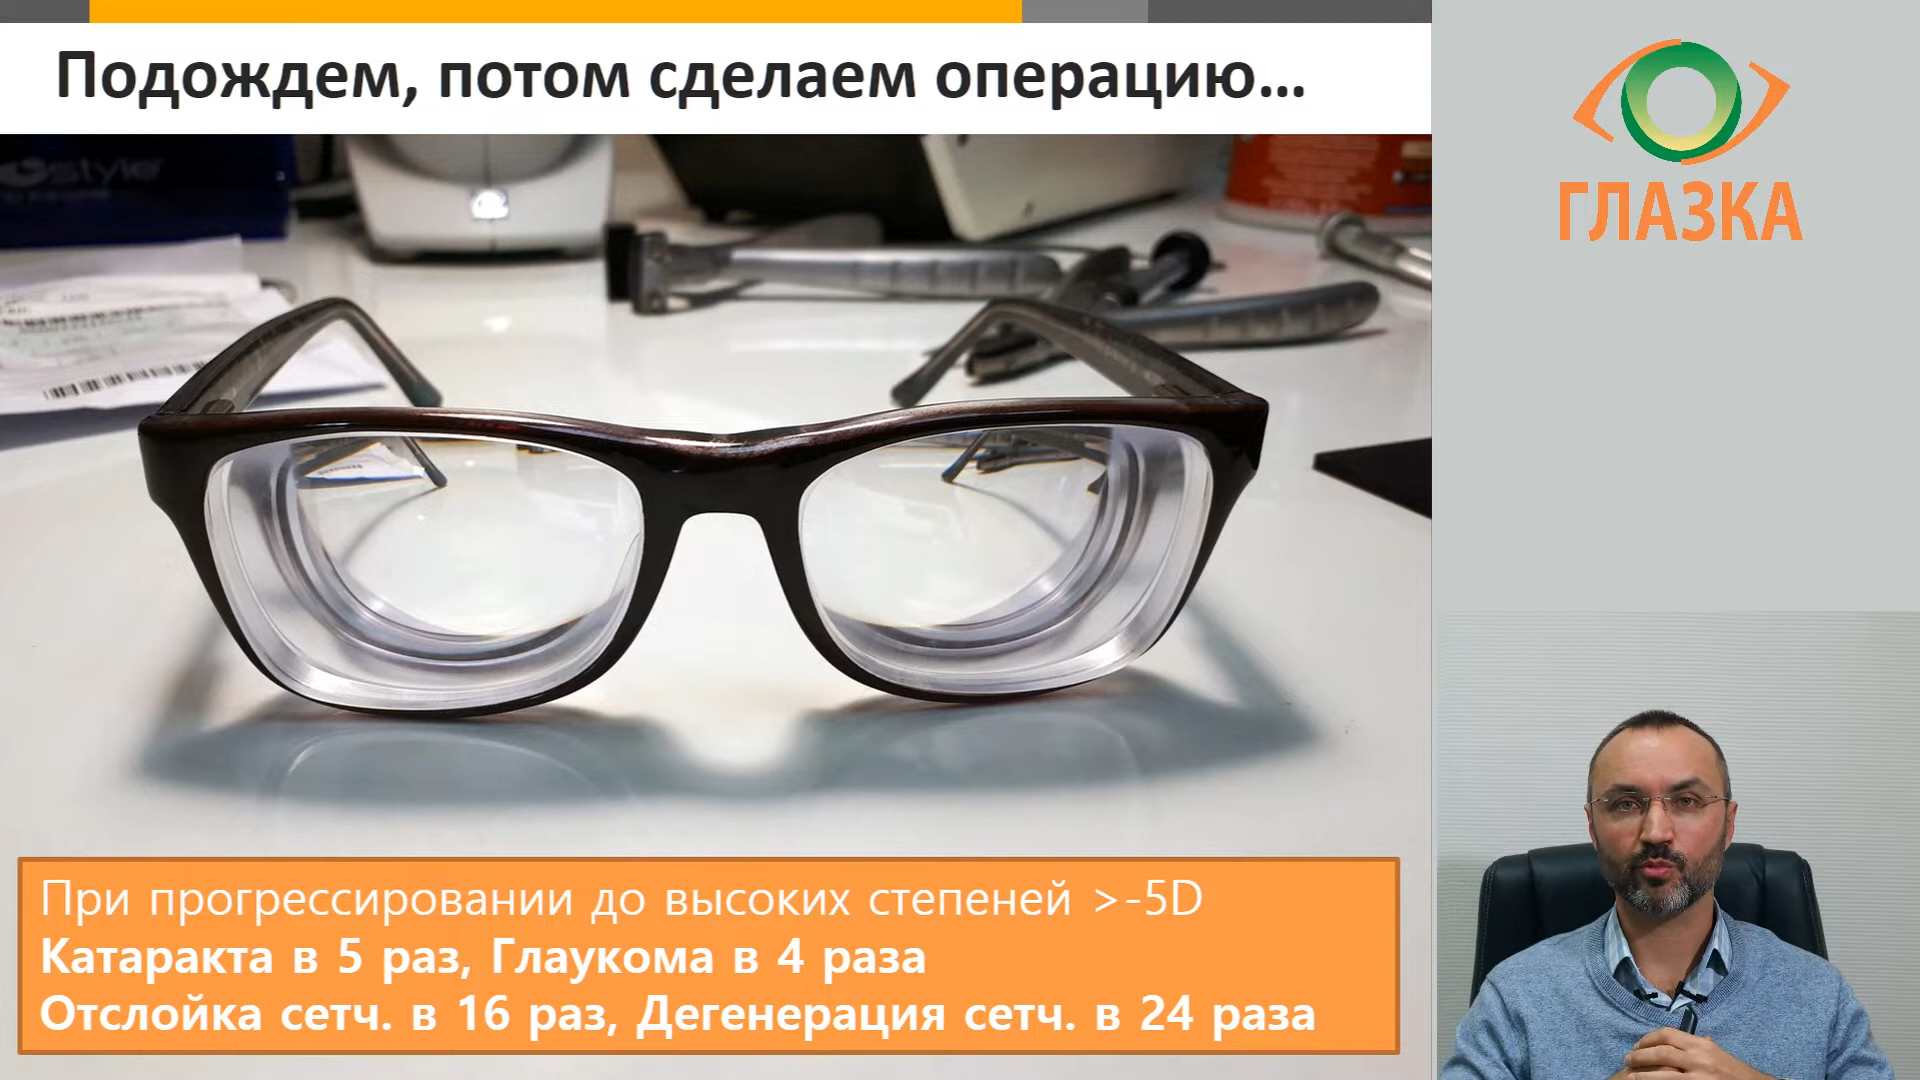 Подождем, потом сделаем операцию...
style
ГЛАЗКА
При прогрессировании до высоких степеней >-5D
Катаракта в 5 раз, Глаукома в 4 раза
Отслойка сетч. в 16 раз, Дегенерация сетч. в 24 раза